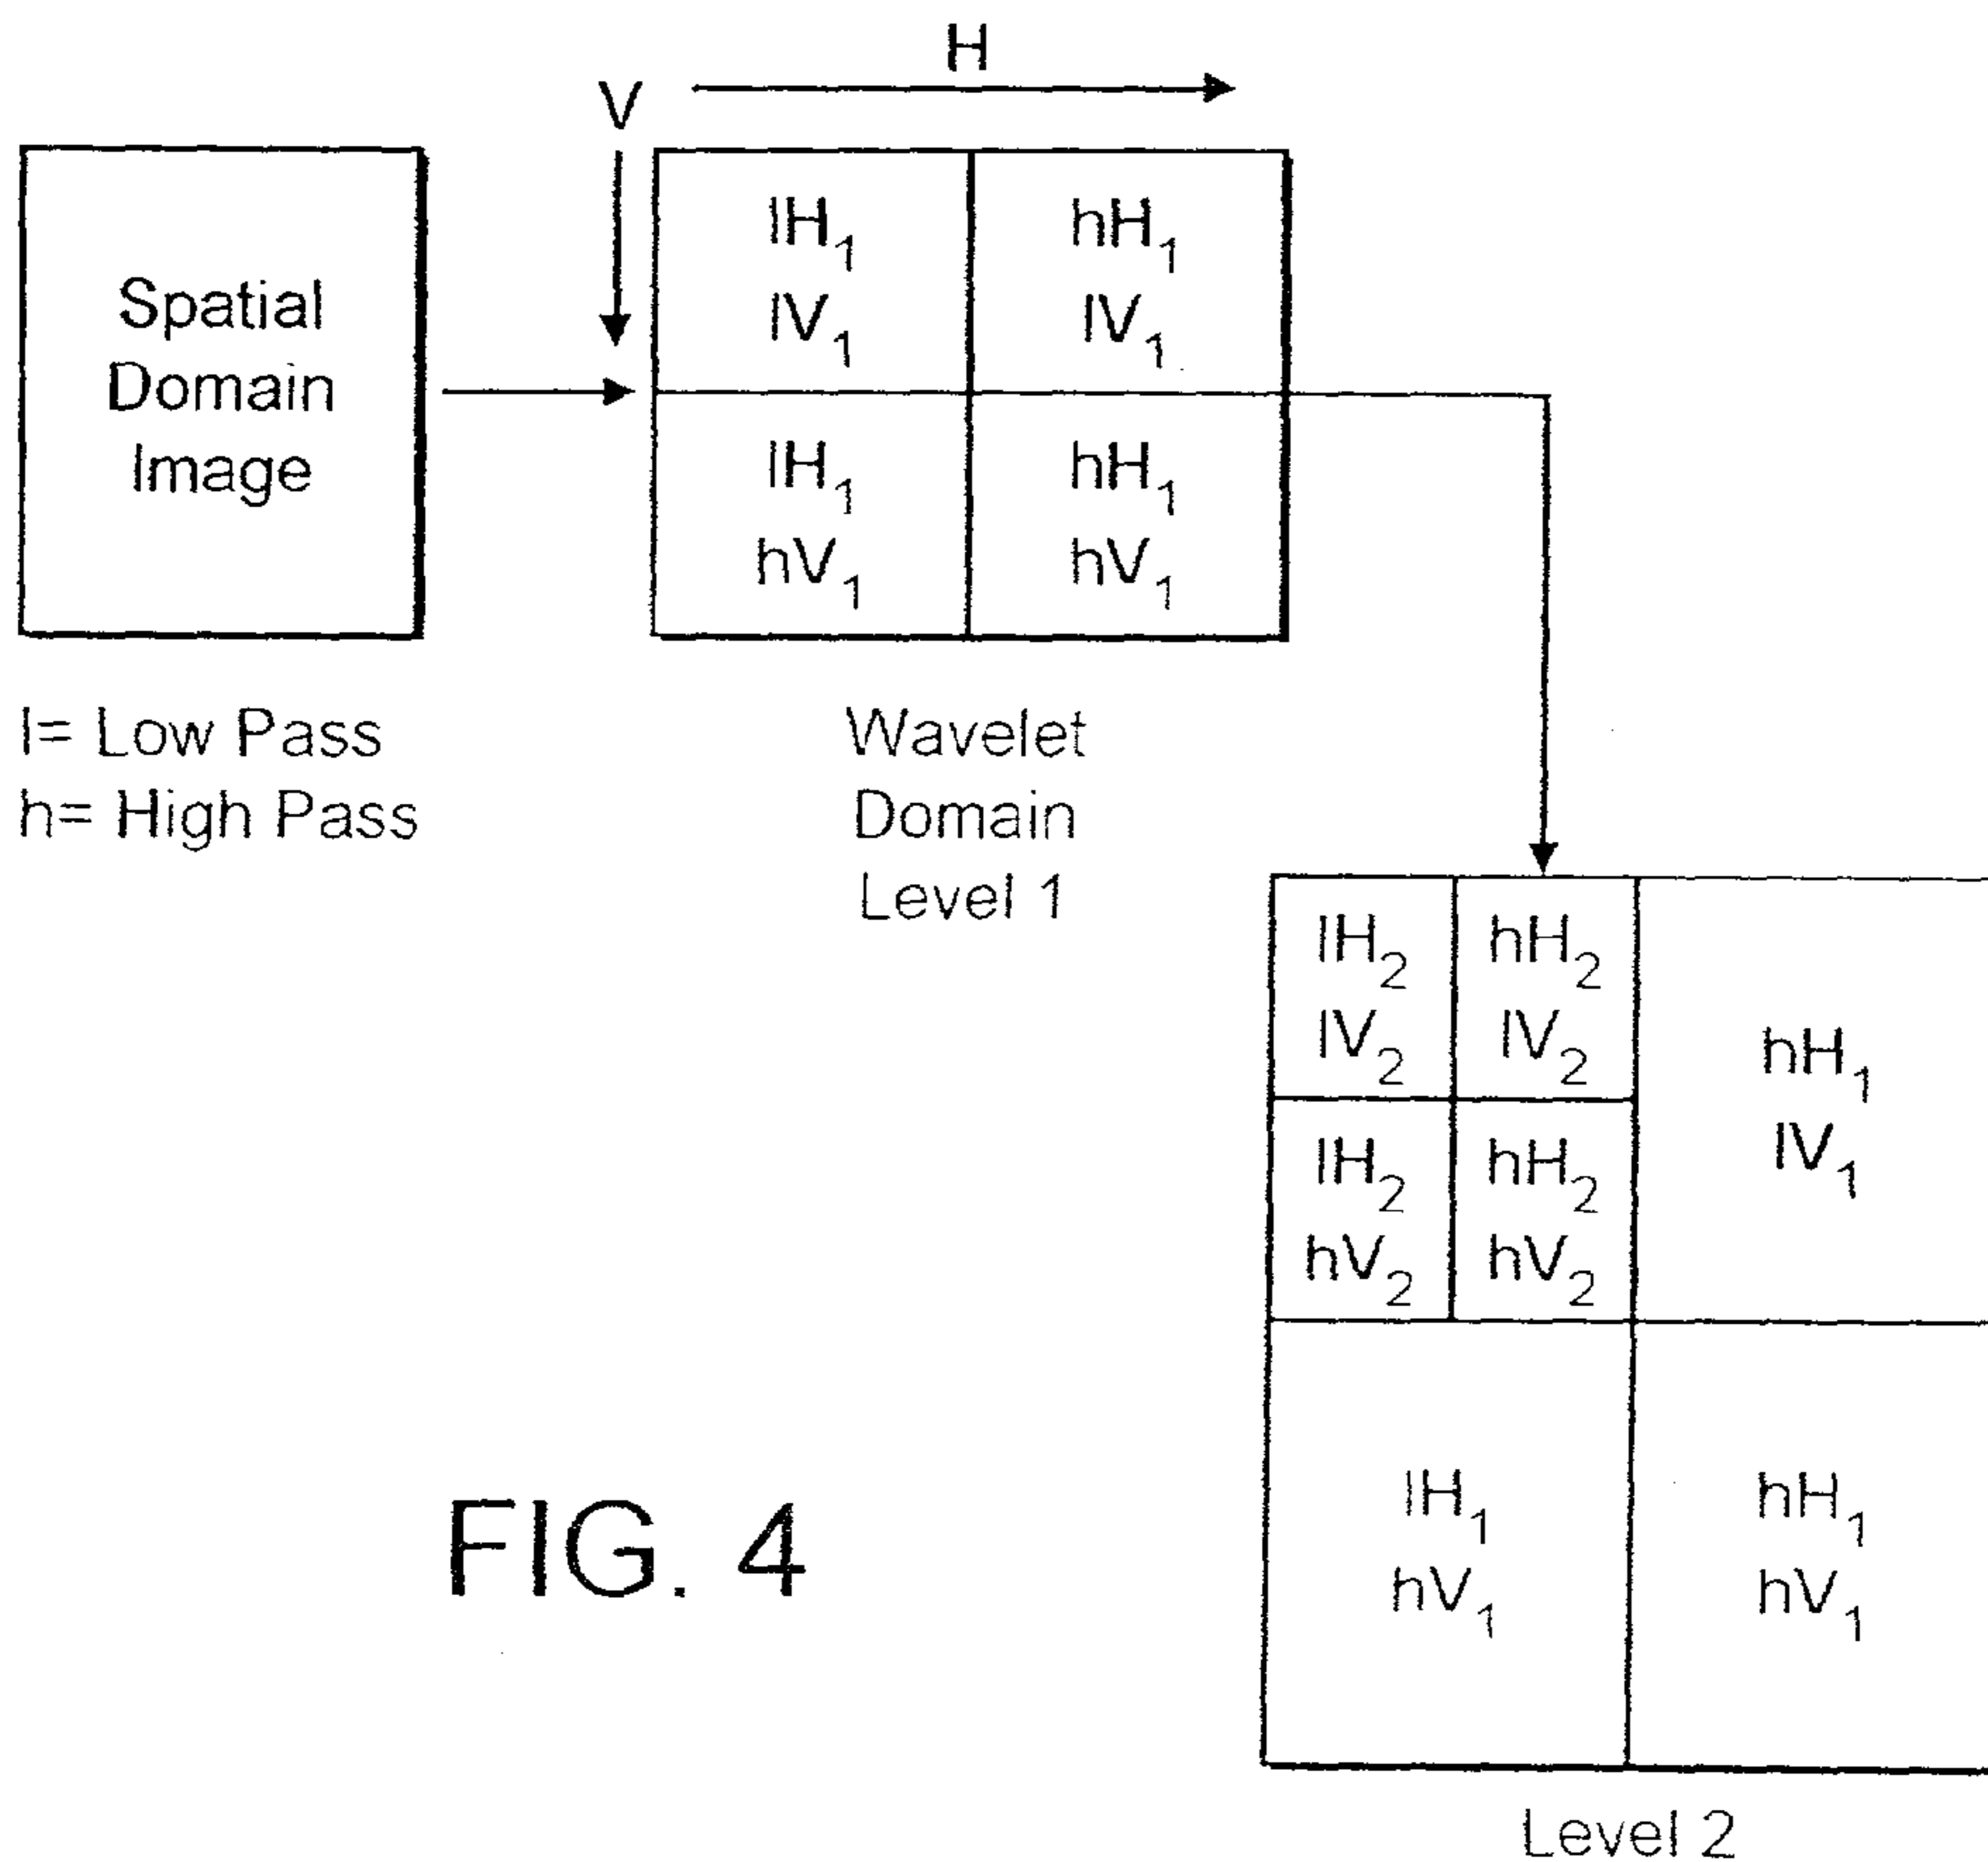 H
V
Spatial
Domain
Image
lH₁
lV₁
hH₁
lV₁
lH₁
hV₁
hH₁
hV₁
l= Low Pass
h= High Pass
Wavelet
Domain
Level 1
lH₂
lV₂
hH₂
lV₂
lH₂
hV₂
hH₂
hV₂
hH₁
lV₁
lH₁
hV₁
hH₁
hV₁
Level 2
FIG. 4